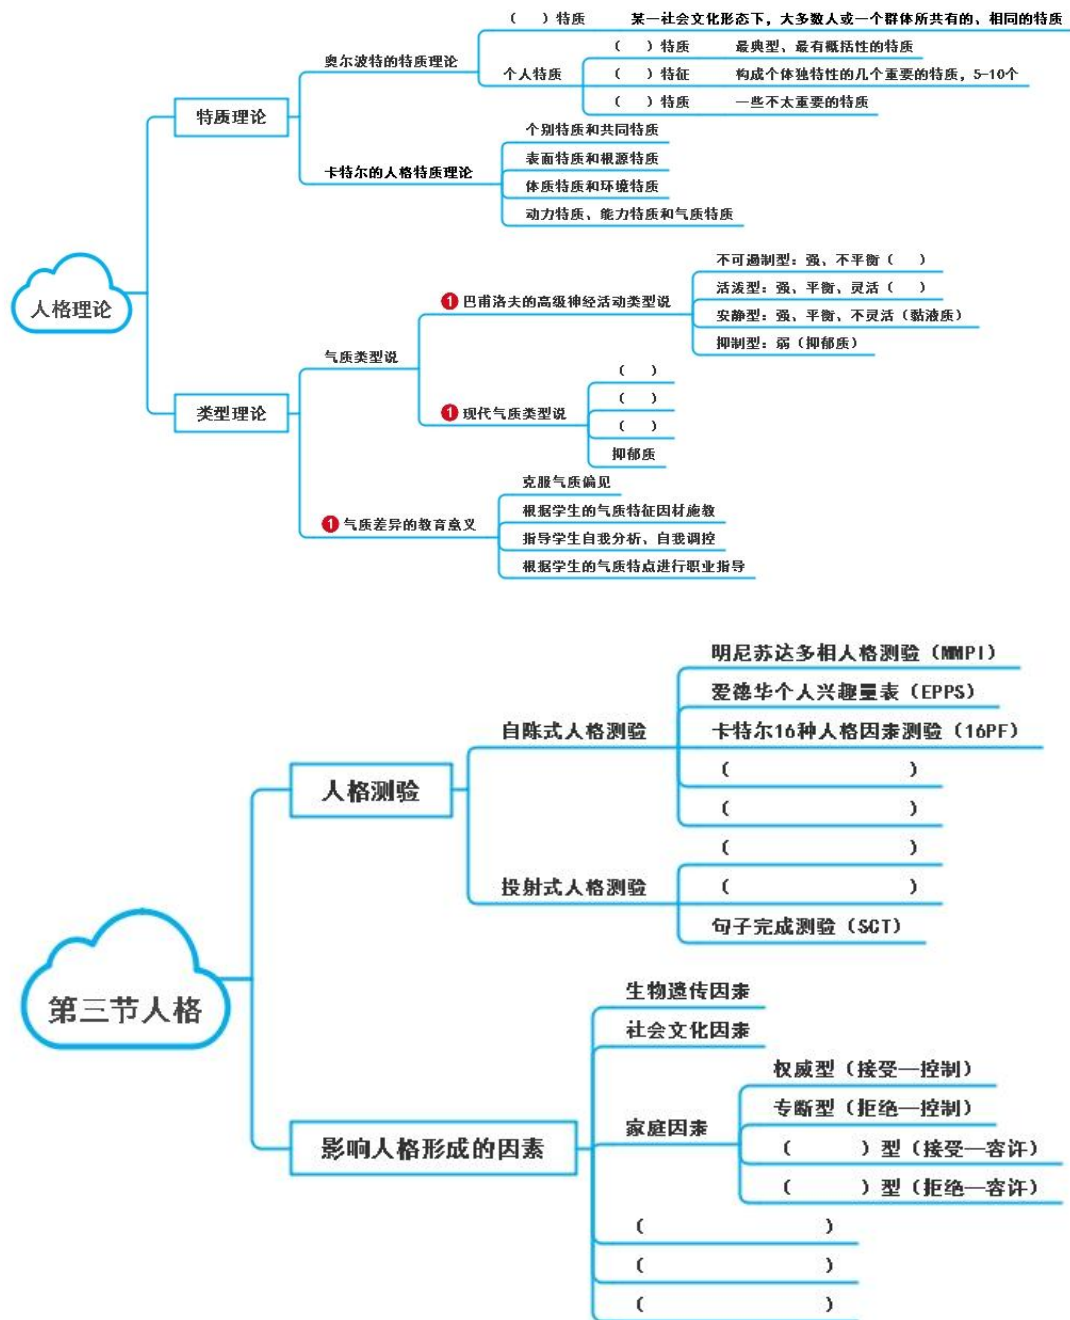 （　　）特质　某一社会文化形态下，大多数人或一个群体所共有的、相同的特质
奥尔波特的特质理论
个人特质
（　　）特质　最典型、最有概括性的特质
（　　）特征　构成个体独特性的几个重要的特质，5-10个
（　　）特质　一些不太重要的特质
特质理论
卡特尔的人格特质理论
个别特质和共同特质
表面特质和根源特质
体质特质和环境特质
动力特质、能力特质和气质特质
人格理论
类型理论
气质类型说
1 巴甫洛夫的高级神经活动类型说
不可遏制型：强、不平衡（　　）
活泼型：强、平衡、灵活（　　）
安静型：强、平衡、不灵活（黏液质）
抑制型：弱（抑郁质）
1 现代气质类型说
（　　）
（　　）
（　　）
抑郁质
1 气质差异的教育意义
克服气质偏见
根据学生的气质特征因材施教
指导学生自我分析、自我调控
根据学生的气质特点进行职业指导
第三节人格
人格测验
自陈式人格测验
明尼苏达多相人格测验（MMPI）
爱德华个人兴趣量表（EPPS）
卡特尔16种人格因素测验（16PF）
（　　　　　　　　）
（　　　　　　　　）
投射式人格测验
（　　　　　　　　）
（　　　　　　　　）
句子完成测验（SCT）
影响人格形成的因素
生物遗传因素
社会文化因素
家庭因素
权威型（接受—控制）
专断型（拒绝—控制）
（　　　）型（接受—容许）
（　　　）型（拒绝—容许）
（　　　　　　　　）
（　　　　　　　　）
（　　　　　　　　）